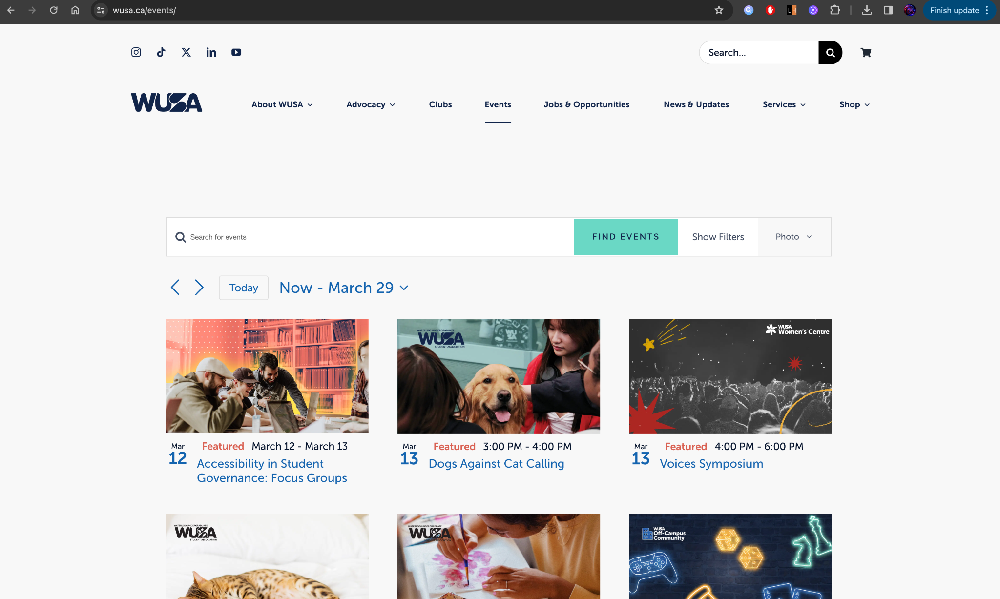 wusa.ca/events/
Finish update
Search...
WUSA
About WUSA
Advocacy
Clubs
Events
Jobs & Opportunities
News & Updates
Services
Shop
Search for events
FIND EVENTS
Show Filters
Photo
Today
Now - March 29
WATERLOO UNDERGRADUATE
WUSA
STUDENT ASSOCIATION
WUSA
WUSA
Women's Centre
Mar
12
Featured March 12 - March 13
Accessibility in Student
Governance: Focus Groups
Mar
13
Featured 3:00 PM - 4:00 PM
Dogs Against Cat Calling
Mar
13
Featured 4:00 PM - 6:00 PM
Voices Symposium
WATERLOO UNDERGRADUATE
WUSA
STUDENT ASSOCIATION
WATERLOO UNDERGRADUATE
WUSA
STUDENT ASSOCIATION
WUSA
Off-Campus
Community